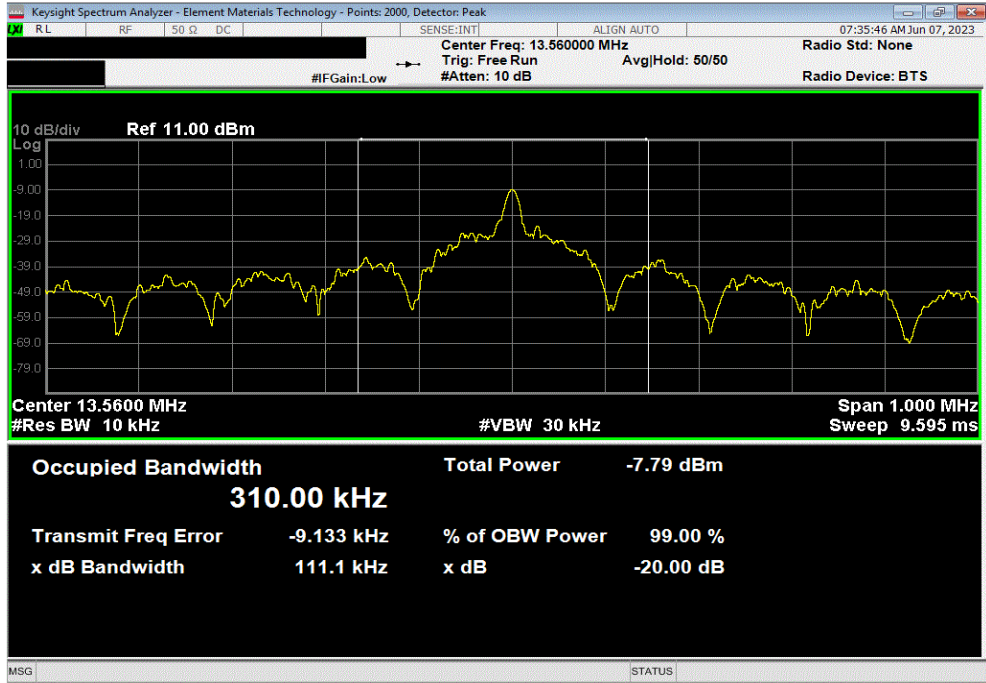 Keysight Spectrum Analyzer - Element Materials Technology - Points: 2000, Detector: Peak
LXI RL RF 50 Ω DC SENSE:INT ALIGN AUTO 07:35:46 AM Jun 07, 2023
Center Freq: 13.560000 MHz Radio Std: None
Trig: Free Run Avg|Hold: 50/50
#IFGain:Low #Atten: 10 dB Radio Device: BTS
10 dB/div Ref 11.00 dBm
Log
1.00
-9.00
-19.0
-29.0
-39.0
-49.0
-59.0
-69.0
-79.0
Center 13.5600 MHz Span 1.000 MHz
#Res BW 10 kHz #VBW 30 kHz Sweep 9.595 ms
Occupied Bandwidth Total Power -7.79 dBm
310.00 kHz
Transmit Freq Error -9.133 kHz % of OBW Power 99.00 %
x dB Bandwidth 111.1 kHz x dB -20.00 dB
MSG STATUS